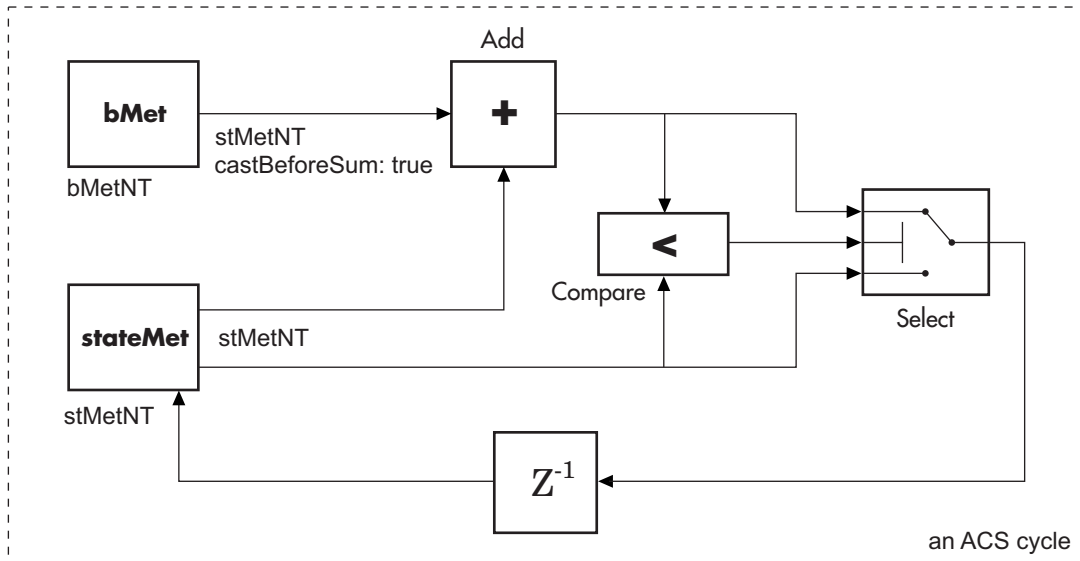 Add
bMet
+
stMetNT
castBeforeSum: true
bMetNT
<
Compare
Select
stateMet
stMetNT
stMetNT
Z-1
an ACS cycle